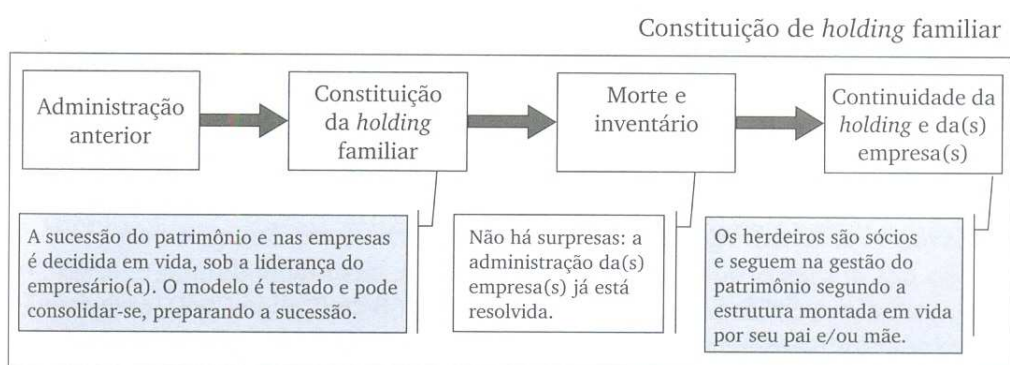 Constituição de holding familiar
Administração
anterior
Constituição
da holding
familiar
Morte e
inventário
Continuidade da
holding e da(s)
empresa(s)
A sucessão do patrimônio e nas empresas
é decidida em vida, sob a liderança do
empresário(a). O modelo é testado e pode
consolidar-se, preparando a sucessão.
Não há surpresas: a
administração da(s)
empresa(s) já está
resolvida.
Os herdeiros são sócios
e seguem na gestão do
patrimônio segundo a
estrutura montada em vida
por seu pai e/ou mãe.